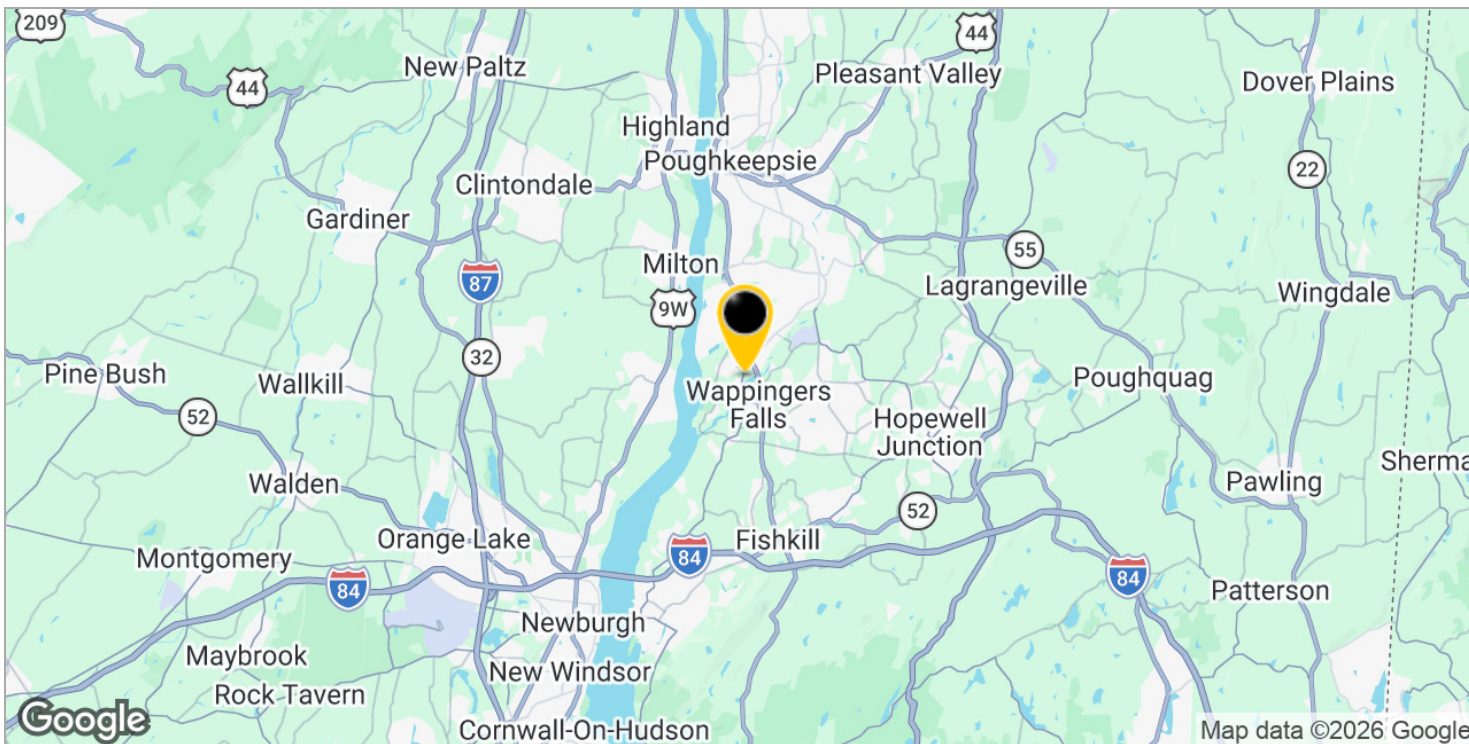 209
44
New Paltz
44
Pleasant Valley
Dover Plains
Highland
Poughkeepsie
22
Clintondale
Gardiner
55
Milton
87
9W
Lagrangeville
Wingdale
32
Pine Bush
Wallkill
Wappingers
Falls
Poughquag
52
Hopewell
Junction
Sherma
Walden
Pawling
52
Orange Lake
Fishkill
Montgomery
84
84
84
Patterson
Newburgh
Maybrook
New Windsor
Rock Tavern
Cornwall-On-Hudson
Google
Map data ©2026 Google